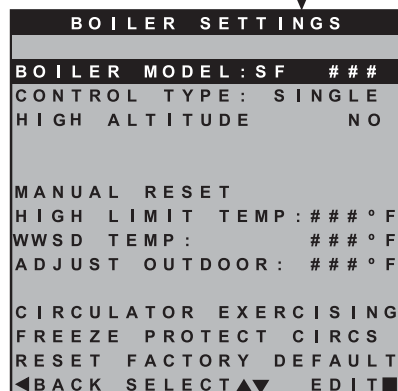 BOILER SETTINGS
BOILER MODEL:SF ###
CONTROL TYPE: SINGLE
HIGH ALTITUDE NO
MANUAL RESET
HIGH LIMIT TEMP:###°F
WWSD TEMP: ###°F
ADJUST OUTDOOR: ###°F
CIRCULATOR EXERCISING
FREEZE PROTECT CIRCS
RESET FACTORY DEFAULT
◀BACK SELECT▲▼ EDIT■